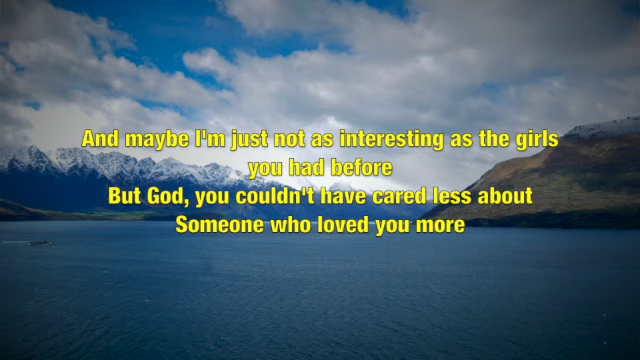 And maybe I'm just not as interesting as the girls
you had before
But God, you couldn't have cared less about
Someone who loved you more